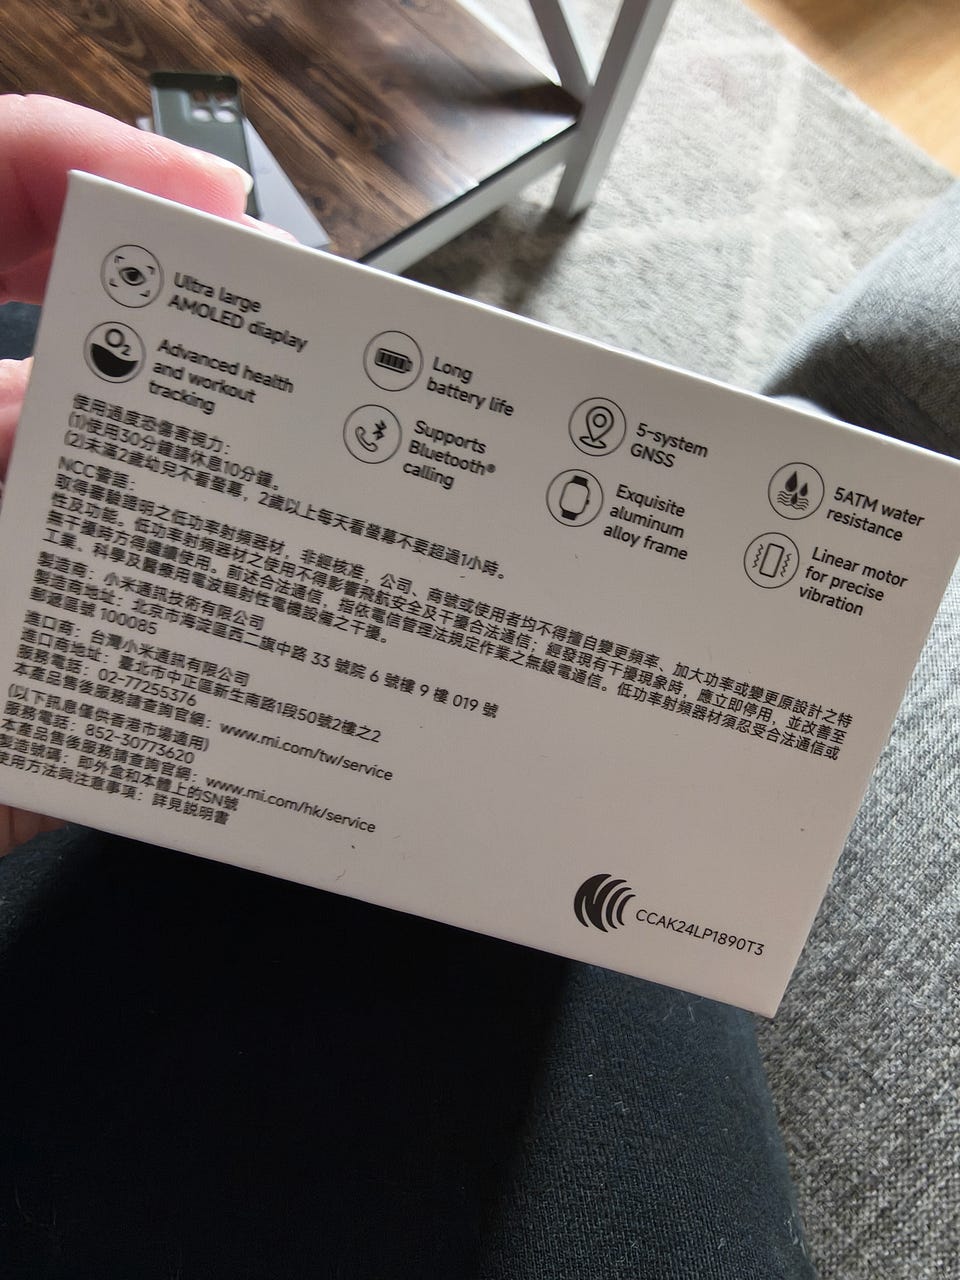 Ultra large
AMOLED diaplay
O₂
Advanced health
and workout
tracking
Long
battery life
Supports
Bluetooth®
calling
5-system
GNSS
Exquisite
aluminum
alloy frame
5ATM water
resistance
Linear motor
for precise
vibration
使用過度恐傷害視力：
(1)使用30分鐘請休息10分鐘。
(2)未滿2歲幼兒不看螢幕，2歲以上每天看螢幕不要超過1小時。
NCC警語：
取得審驗證明之低功率射頻器材，非經核准，公司、商號或使用者均不得擅自變更頻率、加大功率或變更原設計之特
性及功能。低功率射頻器材之使用不得影響飛航安全及干擾合法通信；經發現有干擾現象時，應立即停用，並改善至
無干擾時方得繼續使用。前述合法通信，指依電信管理法規定作業之無線電通信。低功率射頻器材須忍受合法通信或
工業、科學及醫療用電波輻射性電機設備之干擾。
製造商：小米通訊技術有限公司
製造商地址：北京市海淀區西二旗中路 33 號院 6 號樓 9 樓 019 號
郵遞區號 100085
進口商：台灣小米通訊有限公司
進口商地址：臺北市中正區新生南路1段50號2樓之2
服務電話：02-77255376
本產品售後服務請查詢官網：www.mi.com/tw/service
(以下訊息僅供香港市場適用)
服務電話：852-30773620
本產品售後服務請查詢官網：www.mi.com/hk/service
製造號碼：即外盒和本體上的SN號
使用方法與注意事項：詳見説明書
CCAK24LP1890T3